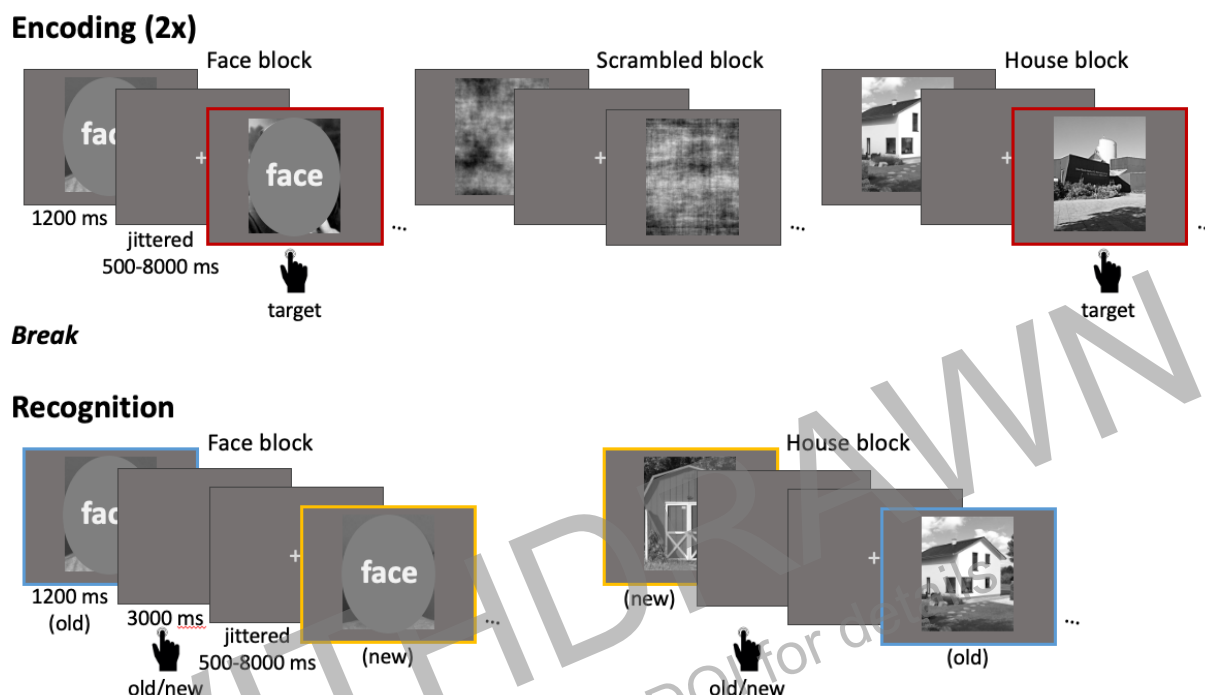 Encoding (2x)
Face block
Scrambled block
House block
fac
+
face
+
+
1200 ms
...
...
...
jittered
500-8000 ms
target
target
Break
Recognition
Face block
House block
fac
+
face
+
1200 ms
(old)
3000 ms
jittered
500-8000 ms
(new)
...
(new)
(old)
...
old/new
old/new
WITHDRAWN
DOI for details